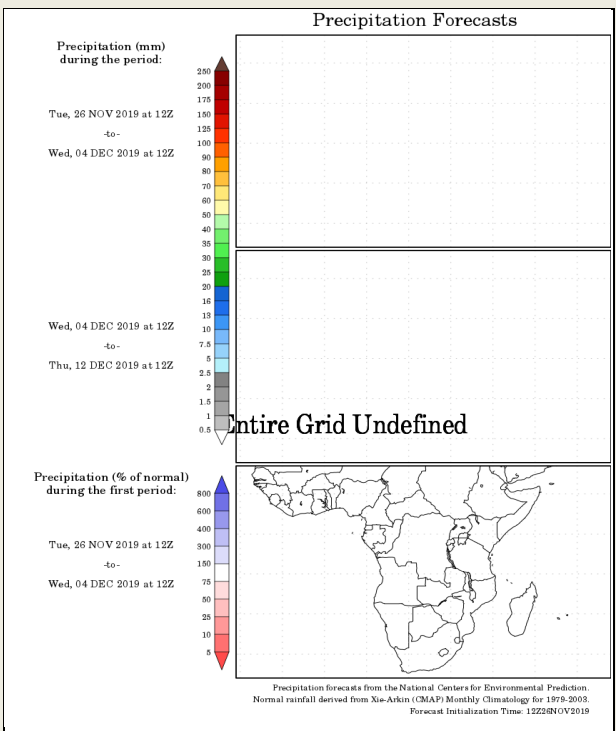 Precipitation Forecasts
Precipitation (mm)
during the period:
Tue, 26 NOV 2019 at 12Z
-to-
Wed, 04 DEC 2019 at 12Z
250
200
175
150
125
100
90
80
70
60
50
40
35
30
25
20
16
13
10
7.5
5
2.5
2
1.5
1
0.5
Wed, 04 DEC 2019 at 12Z
-to-
Thu, 12 DEC 2019 at 12Z
Entire Grid Undefined
Precipitation (% of normal)
during the first period:
Tue, 26 NOV 2019 at 12Z
-to-
Wed, 04 DEC 2019 at 12Z
800
600
400
300
150
75
50
25
10
5
Precipitation forecasts from the National Centers for Environmental Prediction.
Normal rainfall derived from Xie-Arkin (CMAP) Monthly Climatology for 1979-2003.
Forecast Initialization Time: 12Z26NOV2019